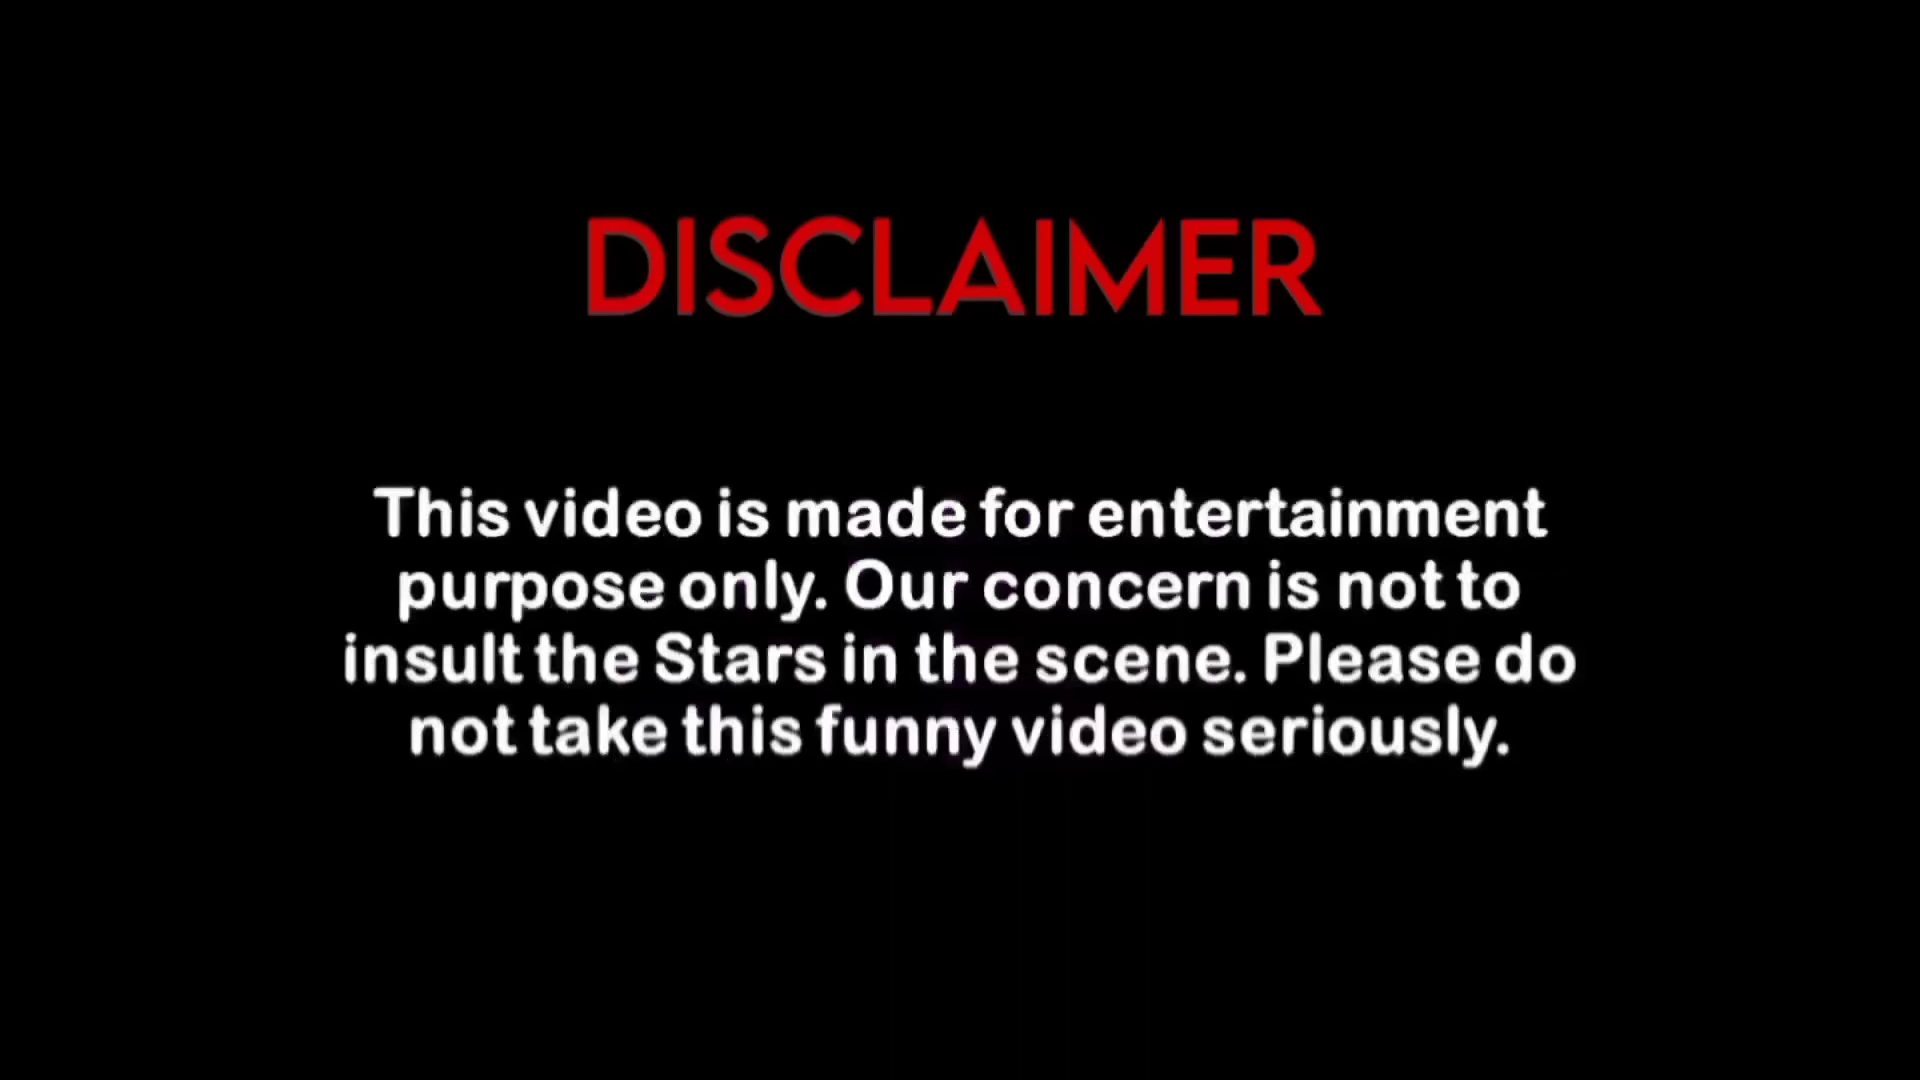 DISCLAIMER
This video is made for entertainment
purpose only. Our concern is not to
insult the Stars in the scene. Please do
not take this funny video seriously.